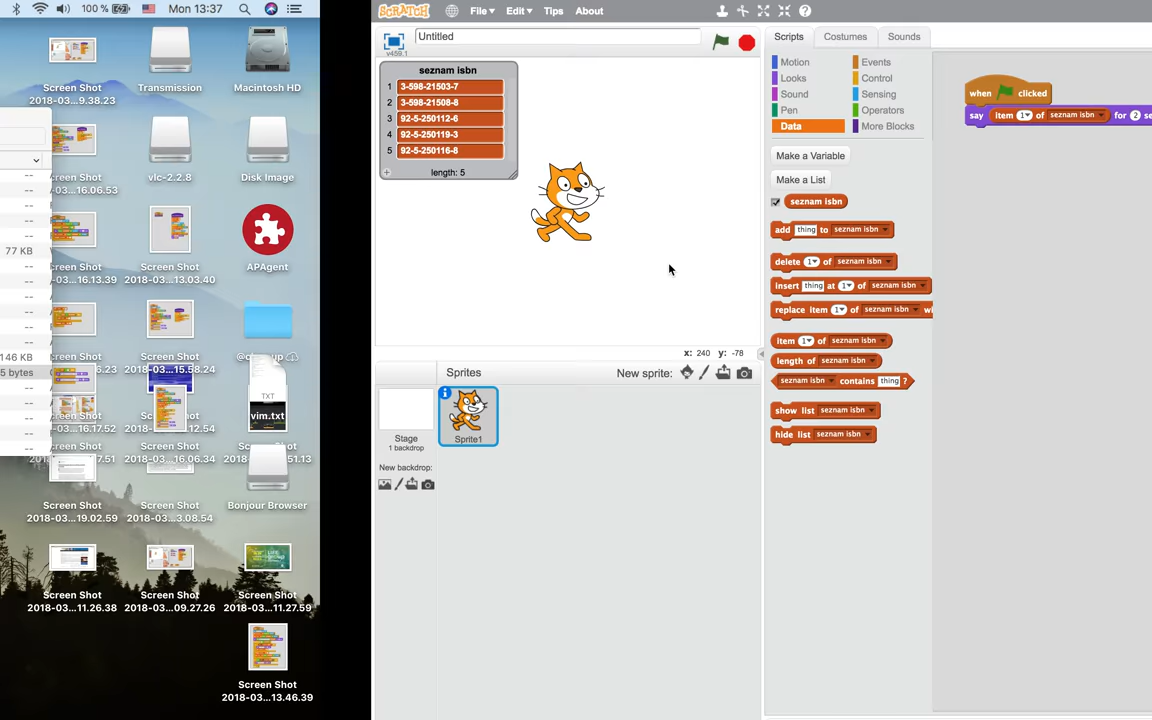 100 % Mon 13:37
Screen Shot
2018-03...9.38.23
Transmission
Macintosh HD
vlc-2.2.8
Disk Image
2018-03...16.06.53
APAgent
Screen Shot
...16.13.39
Screen Shot
2018-03...13.03.40
77 KB
Screen Shot
2018-03...15.58.24
146 KB
5 bytes
TXT
vim.txt
Screen Shot
2018-03...19.02.59
Screen Shot
2018-03...3.08.54
Bonjour Browser
Screen Shot
2018-03...11.26.38
Screen Shot
2018-03...09.27.26
Screen Shot
2018-03...11.27.59
Screen Shot
2018-03...13.46.39
SCRATCH File Edit Tips About
Untitled
v459.1
seznam isbn
1 3-598-21503-7
2 3-598-21508-8
3 92-5-250112-6
4 92-5-250119-3
5 92-5-250116-8
+ length: 5
x: 240 y: -78
Sprites New sprite:
Stage
1 backdrop
New backdrop:
Sprite1
Scripts Costumes Sounds
Motion Events
Looks Control
Sound Sensing
Pen Operators
Data More Blocks
Make a Variable
Make a List
seznam isbn
add thing to seznam isbn
delete 1 of seznam isbn
insert thing at 1 of seznam isbn
replace item 1 of seznam isbn wi
item 1 of seznam isbn
length of seznam isbn
seznam isbn contains thing ?
show list seznam isbn
hide list seznam isbn
when clicked
say item 1 of seznam isbn for 2 se